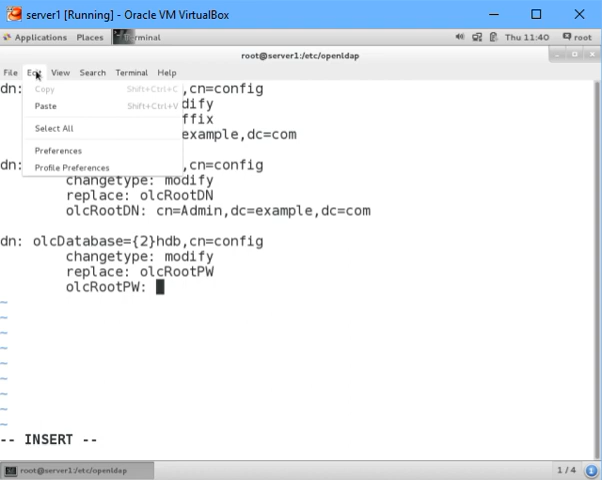 server1 [Running] - Oracle VM VirtualBox
Applications Places Terminal Thu 11:40 root
root@server1:/etc/openldap
File Edit View Search Terminal Help
dn: ,cn=config
Copy Shift+Ctrl+C
dify
Paste Shift+Ctrl+V
ffix
example,dc=com
Select All
Preferences
dn: ,cn=config
Profile Preferences
changetype: modify
replace: olcRootDN
olcRootDN: cn=Admin,dc=example,dc=com
dn: olcDatabase={2}hdb,cn=config
changetype: modify
replace: olcRootPW
olcRootPW:
~
~
~
~
~
~
~
~
~
-- INSERT --
root@server1:/etc/openldap 1 / 4